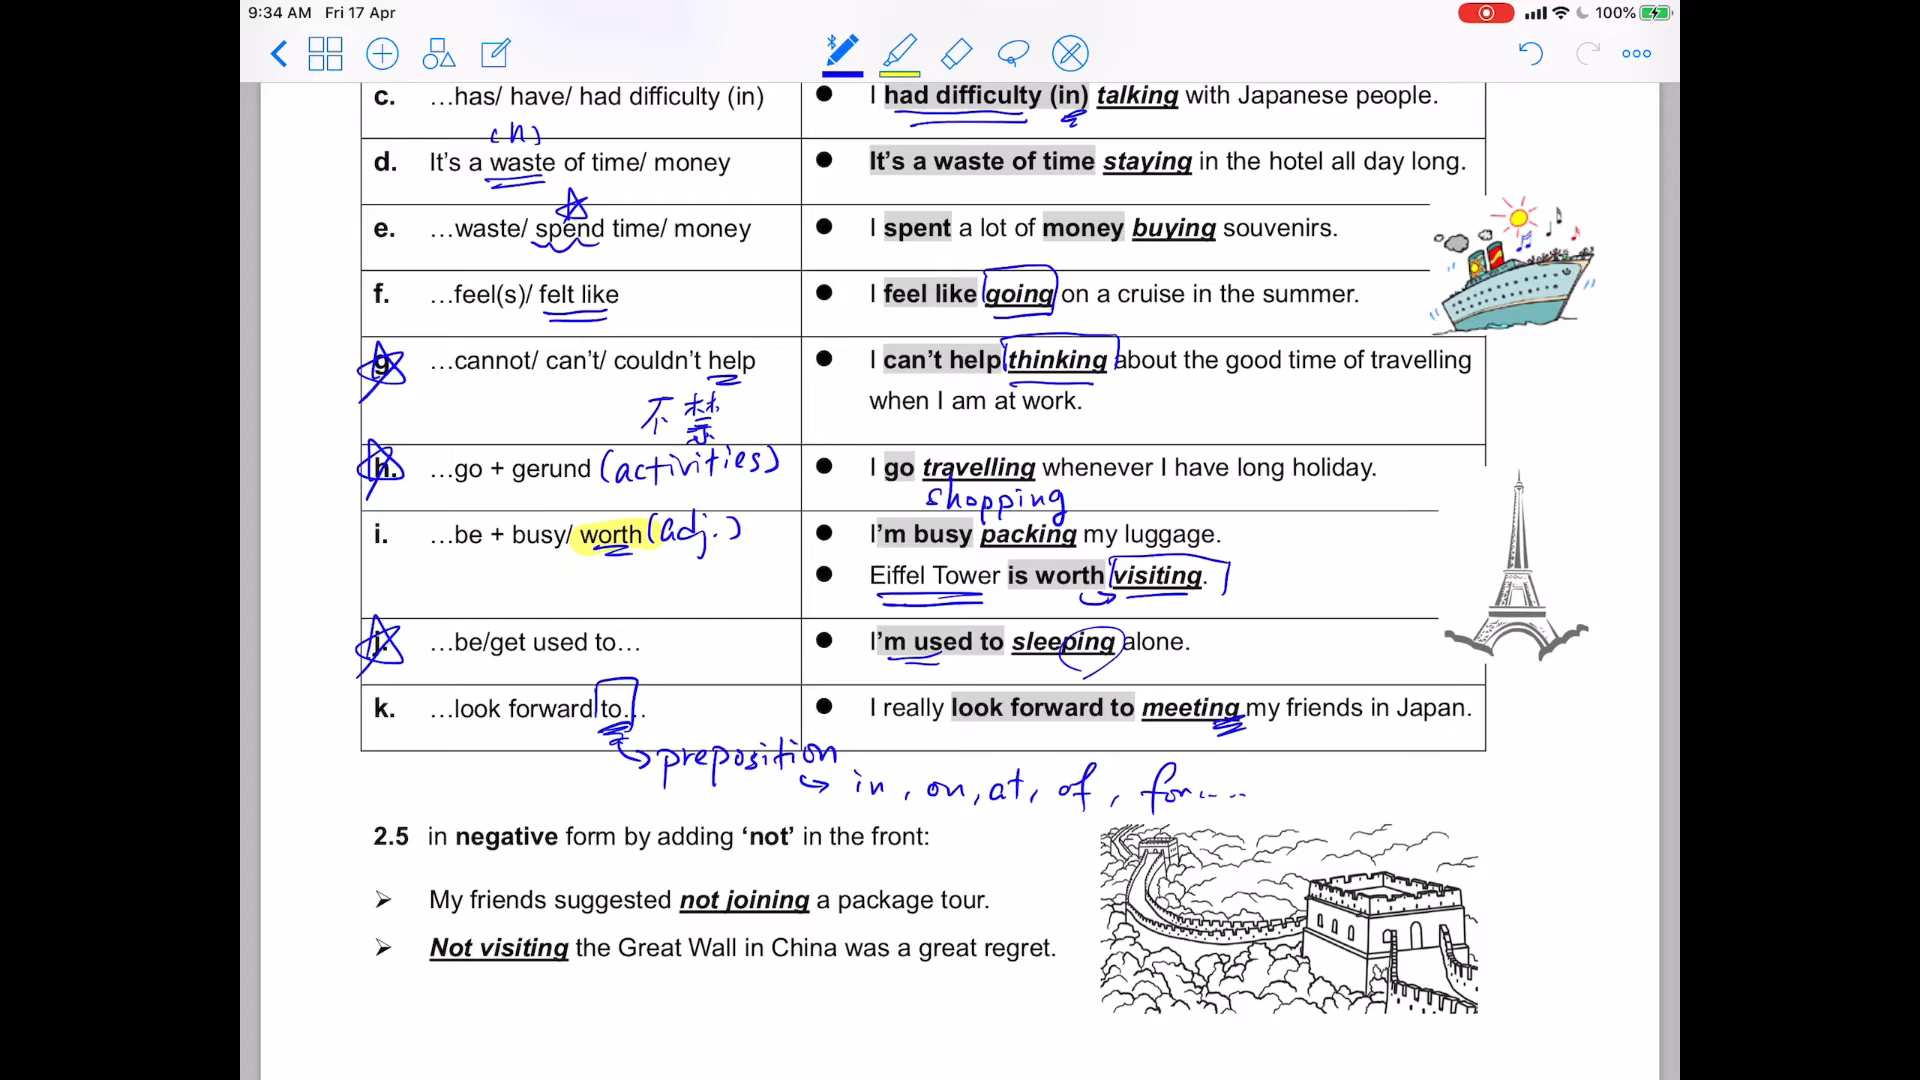 9:34 AM Fri 17 Apr
100%
c. …has/ have/ had difficulty (in)
● I had difficulty (in) talking with Japanese people.
(n)
d. It’s a waste of time/ money
● It’s a waste of time staying in the hotel all day long.
e. …waste/ spend time/ money
● I spent a lot of money buying souvenirs.
f. …feel(s)/ felt like
● I feel like going on a cruise in the summer.
g. …cannot/ can’t/ couldn’t help
不禁
● I can’t help thinking about the good time of travelling
when I am at work.
h. …go + gerund (activities)
● I go travelling whenever I have long holiday.
shopping
i. …be + busy/ worth (adj.)
● I’m busy packing my luggage.
● Eiffel Tower is worth visiting.
j. …be/get used to…
● I’m used to sleeping alone.
k. …look forward to…
● I really look forward to meeting my friends in Japan.
preposition
in, on, at, of, for....
2.5 in negative form by adding ‘not’ in the front:
➢ My friends suggested not joining a package tour.
➢ Not visiting the Great Wall in China was a great regret.